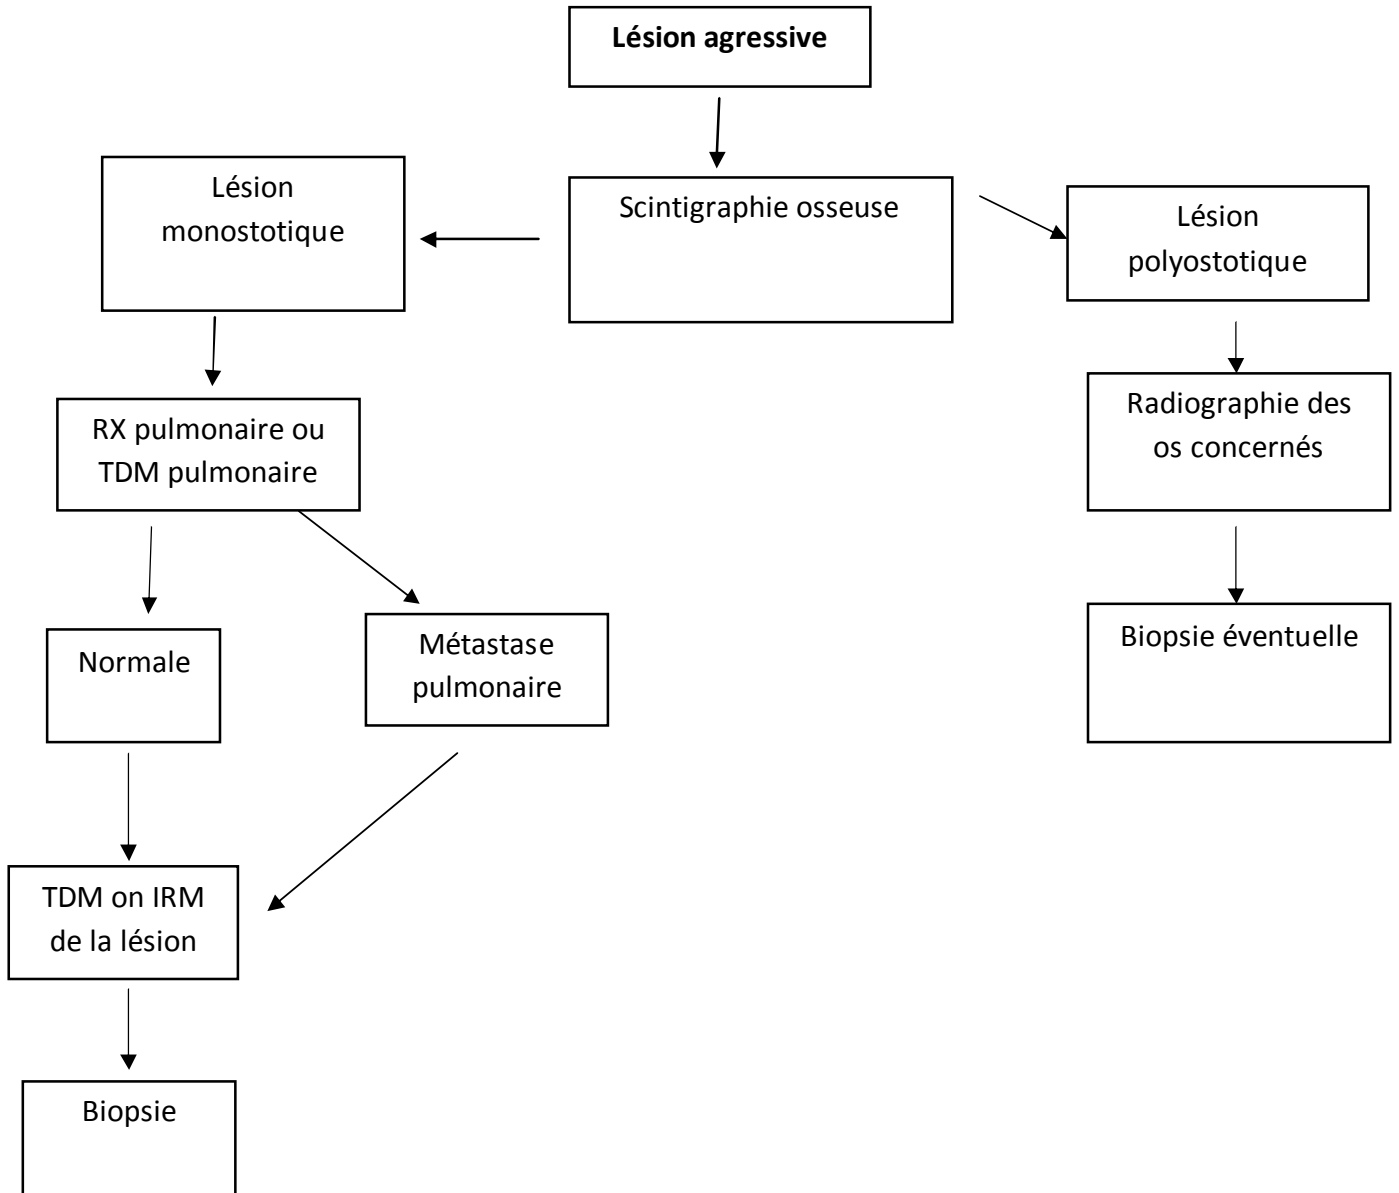 Lésion agressive
Scintigraphie osseuse
Lésion
monostotique
Lésion
polyostotique
RX pulmonaire ou
TDM pulmonaire
Radiographie des
os concernés
Normale
Métastase
pulmonaire
Biopsie éventuelle
TDM on IRM
de la lésion
Biopsie